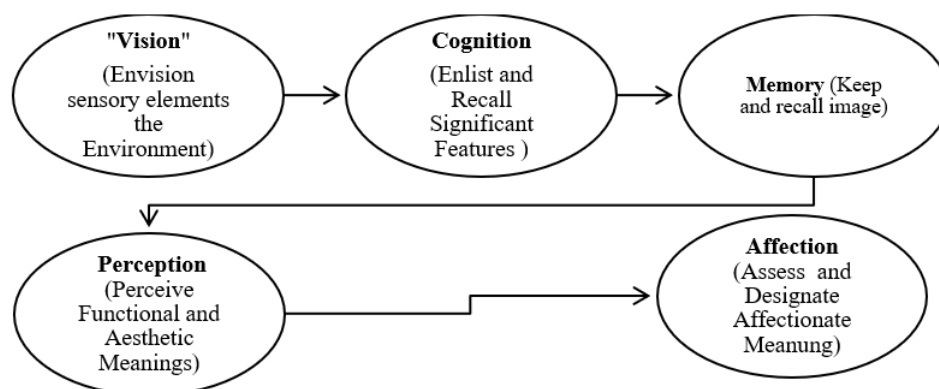 "Vision"
(Envision
sensory elements
the
Environment)
Cognition
(Enlist and
Recall
Significant
Features )
Memory (Keep
and recall image)
Perception
(Perceive
Functional and
Aesthetic
Meanings)
Affection
(Assess and
Designate
Affectionate
Meanung)